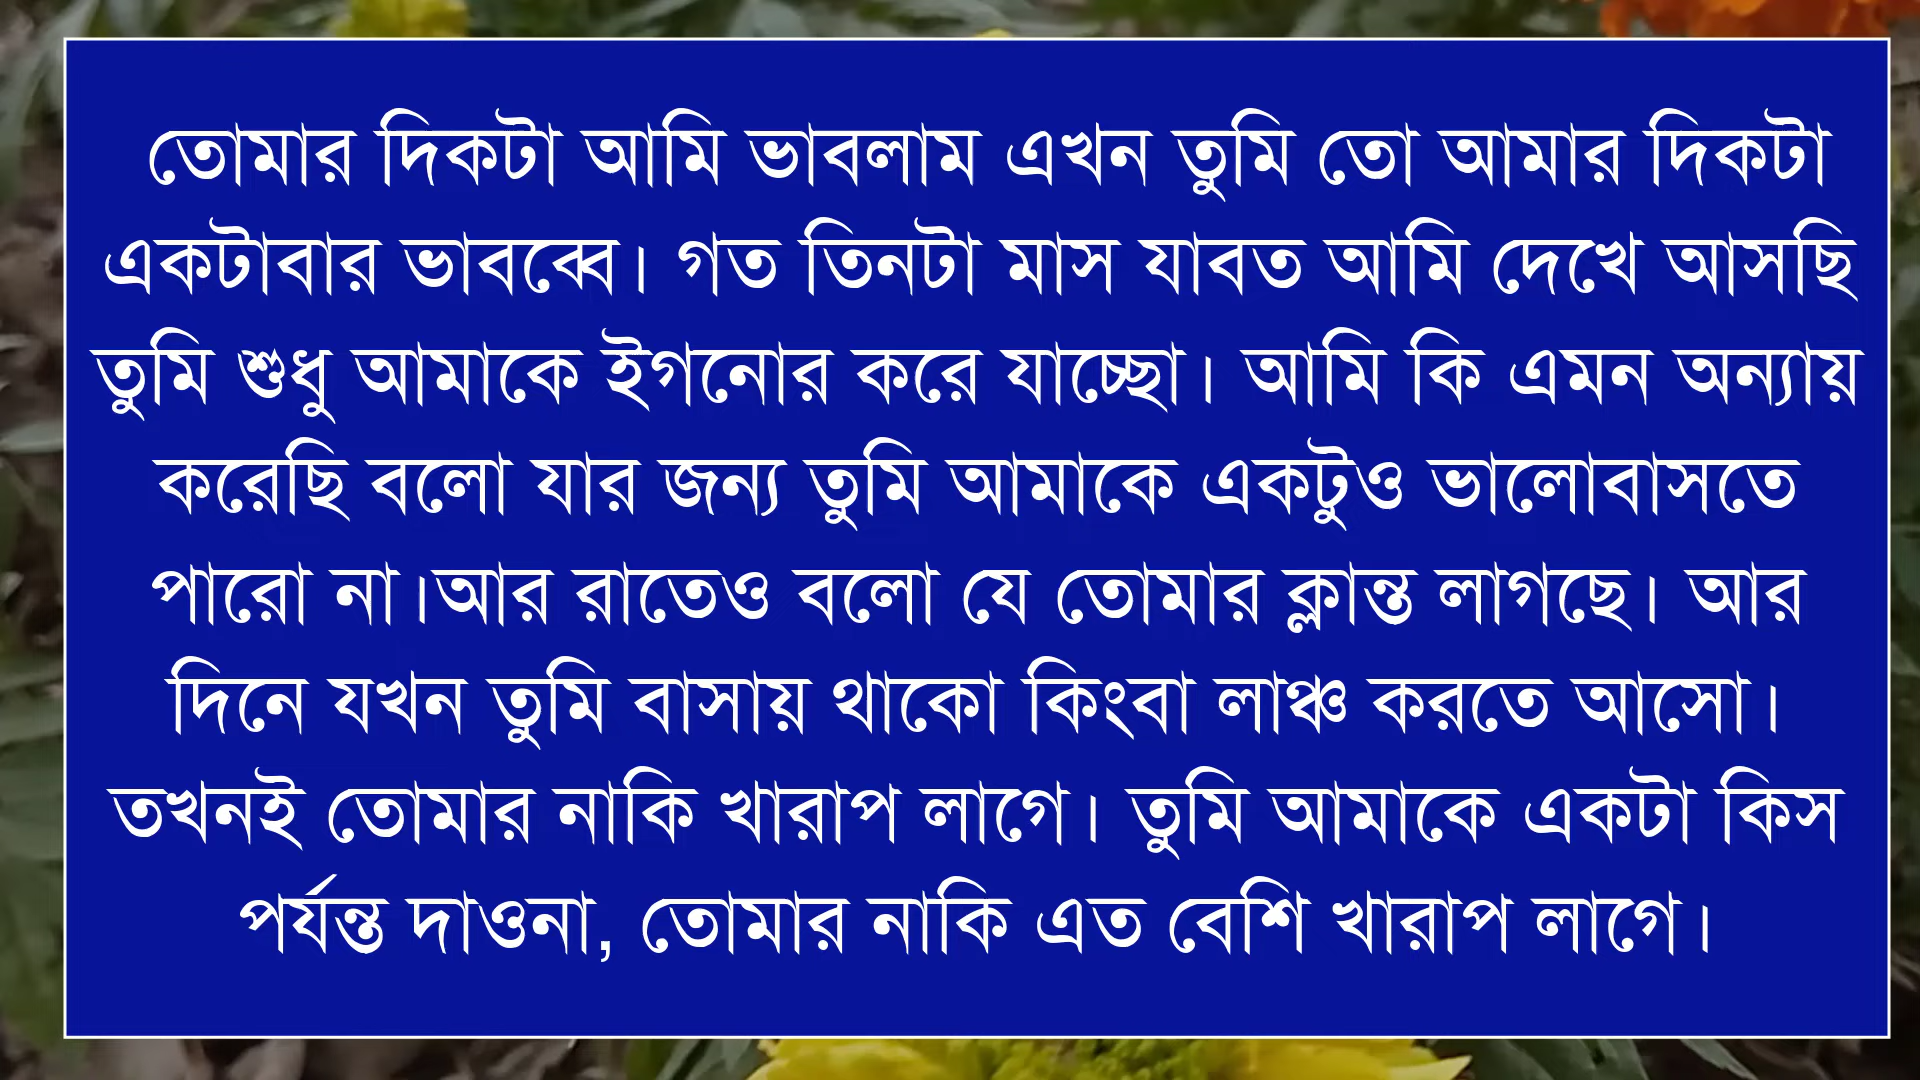 তোমার দিকটা আমি ভাবলাম এখন তুমি তো আমার দিকটা
একটাবার ভাবব্বে। গত তিনটা মাস যাবত আমি দেখে আসছি
তুমি শুধু আমাকে ইগনোর করে যাচ্ছো। আমি কি এমন অন্যায়
করেছি বলো যার জন্য তুমি আমাকে একটুও ভালোবাসতে
পারো না।আর রাতেও বলো যে তোমার ক্লান্ত লাগছে। আর
দিনে যখন তুমি বাসায় থাকো কিংবা লাঞ্চ করতে আসো।
তখনই তোমার নাকি খারাপ লাগে। তুমি আমাকে একটা কিস
পর্যন্ত দাওনা, তোমার নাকি এত বেশি খারাপ লাগে।